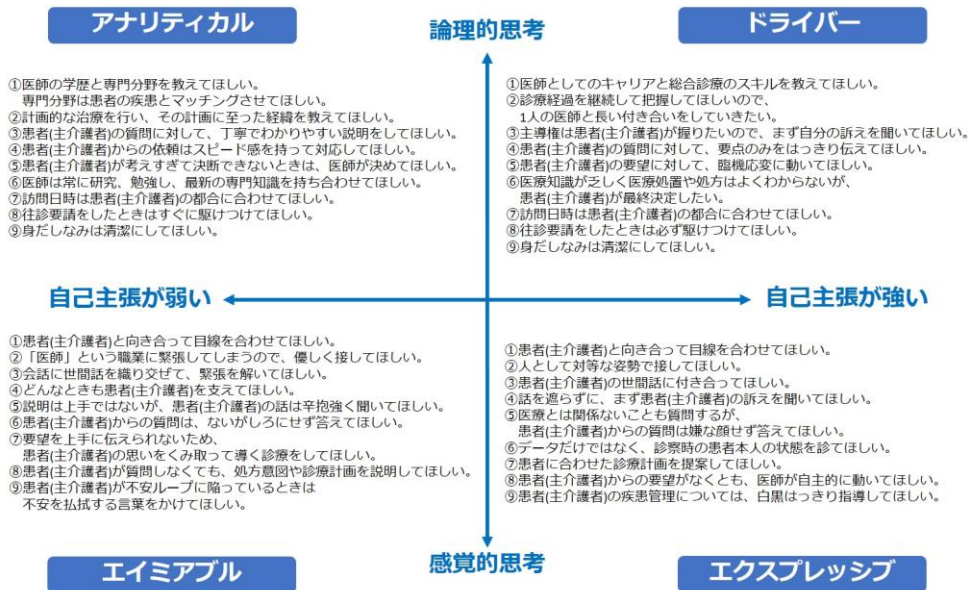 アナリティカル
論理的思考
ドライバー
①医師の学歴と専門分野を教えてほしい。
専門分野は患者の疾患とマッチングさせてほしい。
②計画的な治療を行い、その計画に至った経緯を教えてほしい。
③患者(主介護者)の質問に対して、丁寧でわかりやすい説明をしてほしい。
④患者(主介護者)からの依頼はスピード感を持って対応してほしい。
⑤患者(主介護者)が考えすぎて決断できないときは、医師が決めてほしい。
⑥医師は常に研究、勉強し、最新の専門知識を持ち合わせてほしい。
⑦訪問日時は患者(主介護者)の都合に合わせてほしい。
⑧往診要請をしたときはすぐに駆けつけてほしい。
⑨身だしなみは清潔にしてほしい。
①医師としてのキャリアと総合診療のスキルを教えてほしい。
②診療経過を継続して把握してほしいので、
1人の医師と長い付き合いをしていきたい。
③主導権は患者(主介護者)が握りたいので、まず自分の訴えを聞いてほしい。
④患者(主介護者)の質問に対して、要点のみをはっきり伝えてほしい。
⑤患者(主介護者)の要望に対して、臨機応変に動いてほしい。
⑥医療知識が乏しく医療処置や処方はよくわからないが、
患者(主介護者)が最終決定したい。
⑦訪問日時は患者(主介護者)の都合に合わせてほしい。
⑧往診要請をしたときは必ず駆けつけてほしい。
⑨身だしなみは清潔にしてほしい。
自己主張が弱い
自己主張が強い
①患者(主介護者)と向き合って目線を合わせてほしい。
②「医師」という職業に緊張してしまうので、優しく接してほしい。
③会話に世間話を織り交ぜて、緊張を解いてほしい。
④どんなときも患者(主介護者)を支えてほしい。
⑤説明は上手ではないが、患者(主介護者)の話は辛抱強く聞いてほしい。
⑥患者(主介護者)からの質問は、ないがしろにせず答えてほしい。
⑦要望を上手に伝えられないため、
患者(主介護者)の思いをくみ取って導く診療をしてほしい。
⑧患者(主介護者)が質問しなくても、処方意図や診療計画を説明してほしい。
⑨患者(主介護者)が不安ループに陥っているときは
不安を払拭する言葉をかけてほしい。
①患者(主介護者)と向き合って目線を合わせてほしい。
②人として対等な姿勢で接してほしい。
③患者(主介護者)の世間話に付き合ってほしい。
④話を遮らずに、まず患者(主介護者)の訴えを聞いてほしい。
⑤医療とは関係ないことも質問するが、
患者(主介護者)からの質問は嫌な顔せず答えてほしい。
⑥データだけではなく、診察時の患者本人の状態を診てほしい。
⑦患者に合わせた診療計画を提案してほしい。
⑧患者(主介護者)からの要望がなくとも、医師が自主的に動いてほしい。
⑨患者(主介護者)の疾患管理については、白黒はっきり指導してほしい。
エイミアブル
感覚的思考
エクスプレッシブ